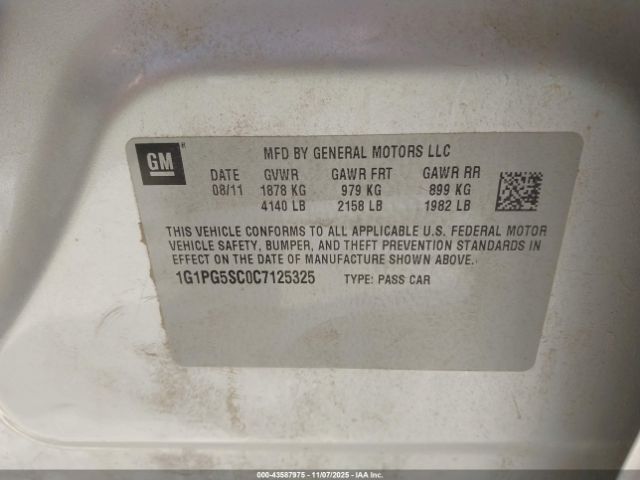 GM
MFD BY GENERAL MOTORS LLC
DATE GVWR GAWR FRT GAWR RR
08/11 1878 KG 979 KG 899 KG
4140 LB 2158 LB 1982 LB
THIS VEHICLE CONFORMS TO ALL APPLICABLE U.S. FEDERAL MOTOR
VEHICLE SAFETY, BUMPER, AND THEFT PREVENTION STANDARDS IN
EFFECT ON THE DATE OF MANUFACTURE SHOWN ABOVE.
1G1PG5SC0C7125325 TYPE: PASS CAR
000-43587975 - 11/07/2025 - IAAI.COM